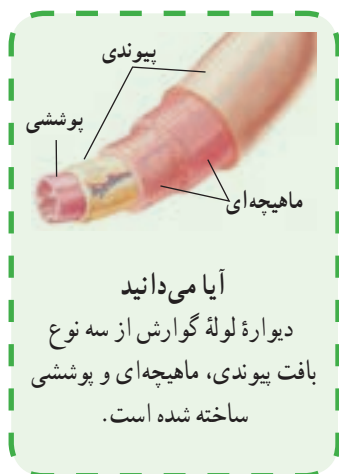 پیوندی
پوششی
ماهیچه‌ای
آیا می‌دانید
دیوارهٔ لولهٔ گوارش از سه نوع
بافت پیوندی، ماهیچه‌ای و پوششی
ساخته شده است.